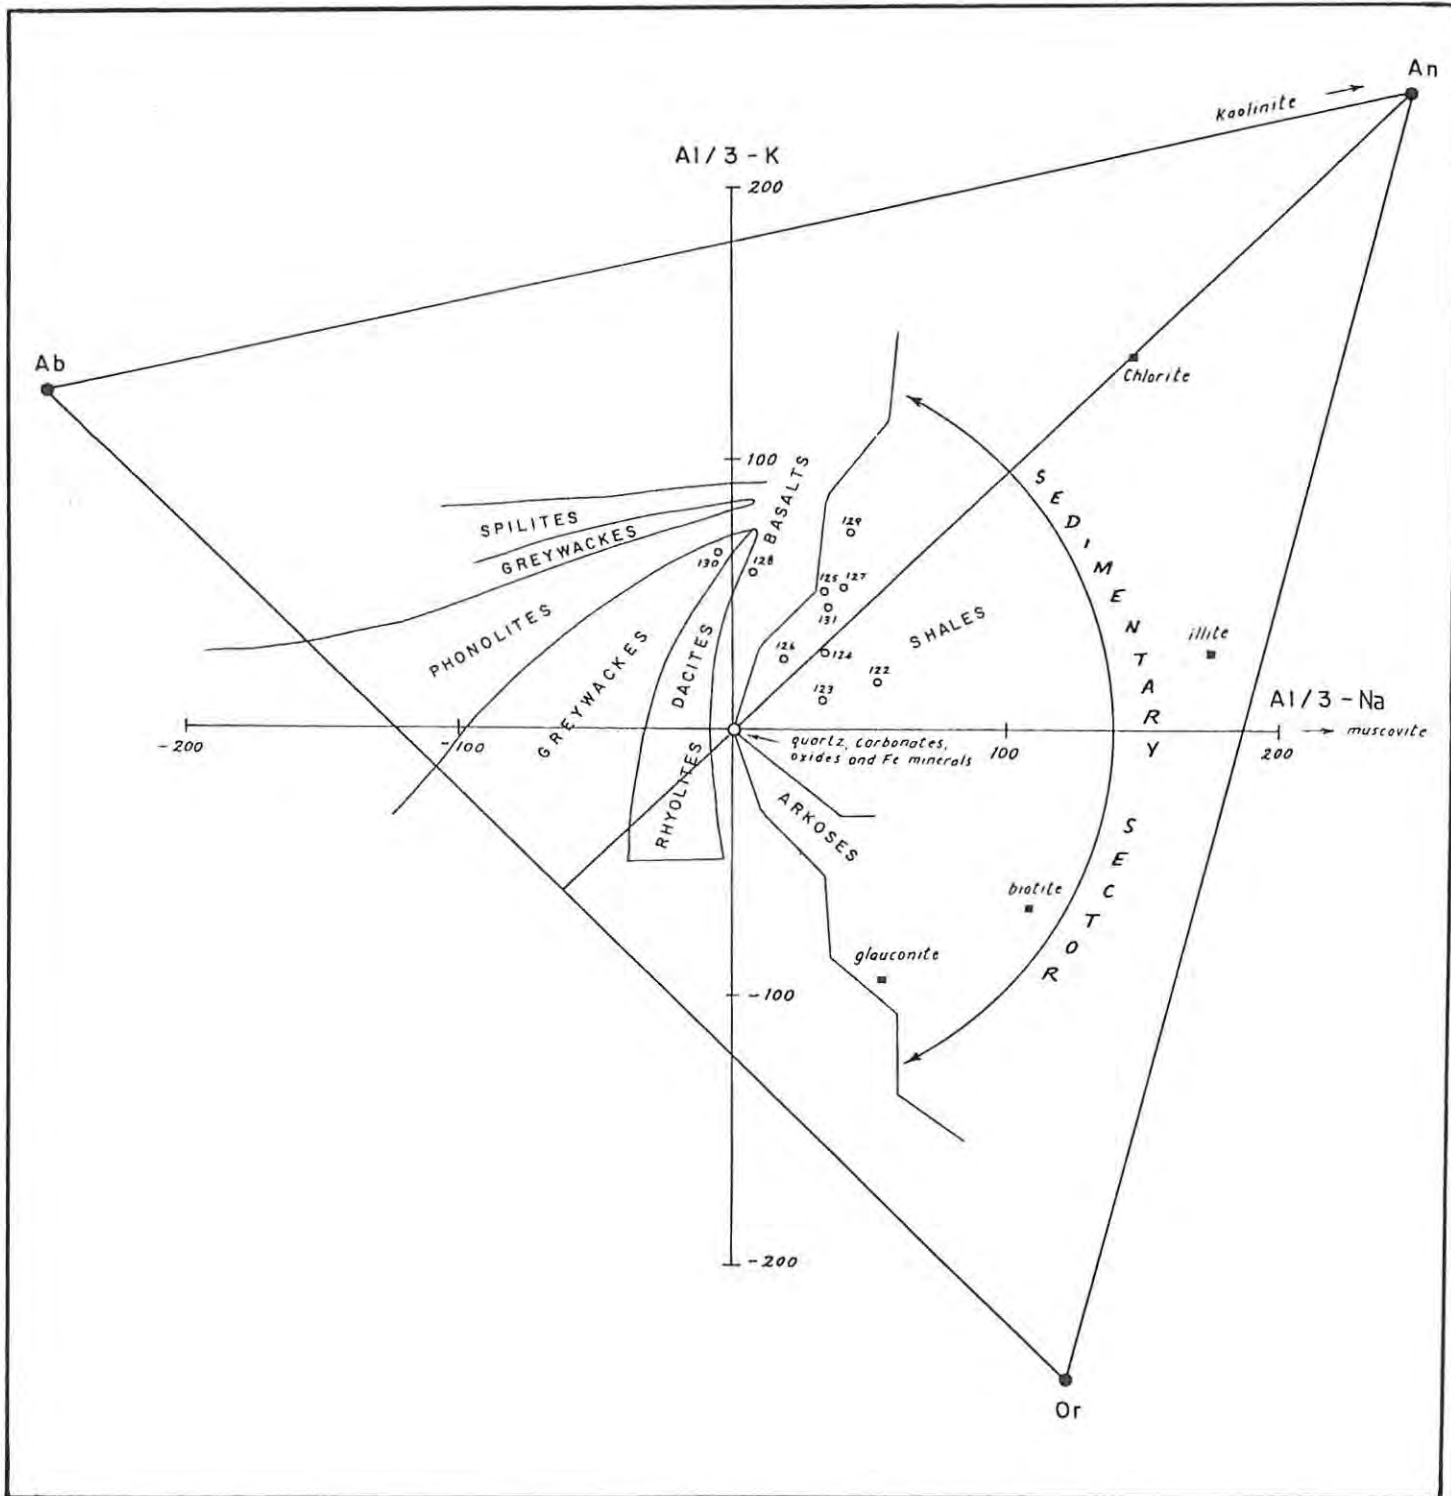 An
Kaolinite →
Al/3 - K
200
Ab
Chlorite
100
BASALTS
SEDIMENTARY SECTOR
SPILITES
129
GREYWACKES
130
128
125
127
131
PHONOLITES
SHALES
GREYWACKES
DACITES
126
124
122
illite
123
Al/3 - Na
-200
-100
100
200
→ muscovite
quartz, carbonates,
oxides and Fe minerals
RHYOLITES
ARKOSES
biotite
glauconite
-100
-200
Or